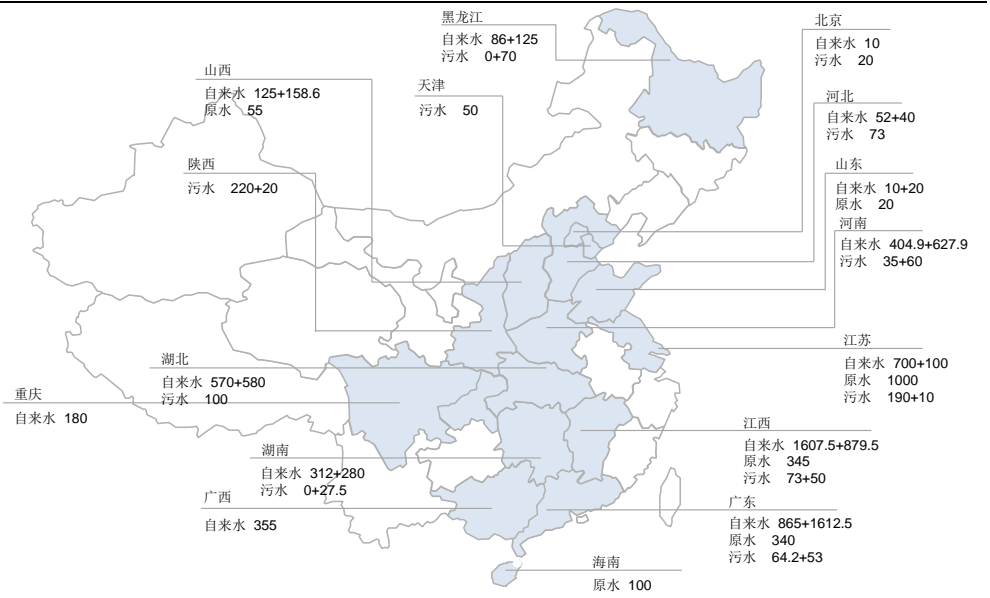 黑龙江
自来水 86+125
污水 0+70
北京
自来水 10
污水 20
山西
自来水 125+158.6
原水 55
天津
污水 50
河北
自来水 52+40
污水 73
陕西
污水 220+20
山东
自来水 10+20
原水 20
河南
自来水 404.9+627.9
污水 35+60
江苏
自来水 700+100
原水 1000
污水 190+10
湖北
自来水 570+580
污水 100
重庆
自来水 180
江西
自来水 1607.5+879.5
原水 345
污水 73+50
湖南
自来水 312+280
污水 0+27.5
广西
自来水 355
广东
自来水 865+1612.5
原水 340
污水 64.2+53
海南
原水 100